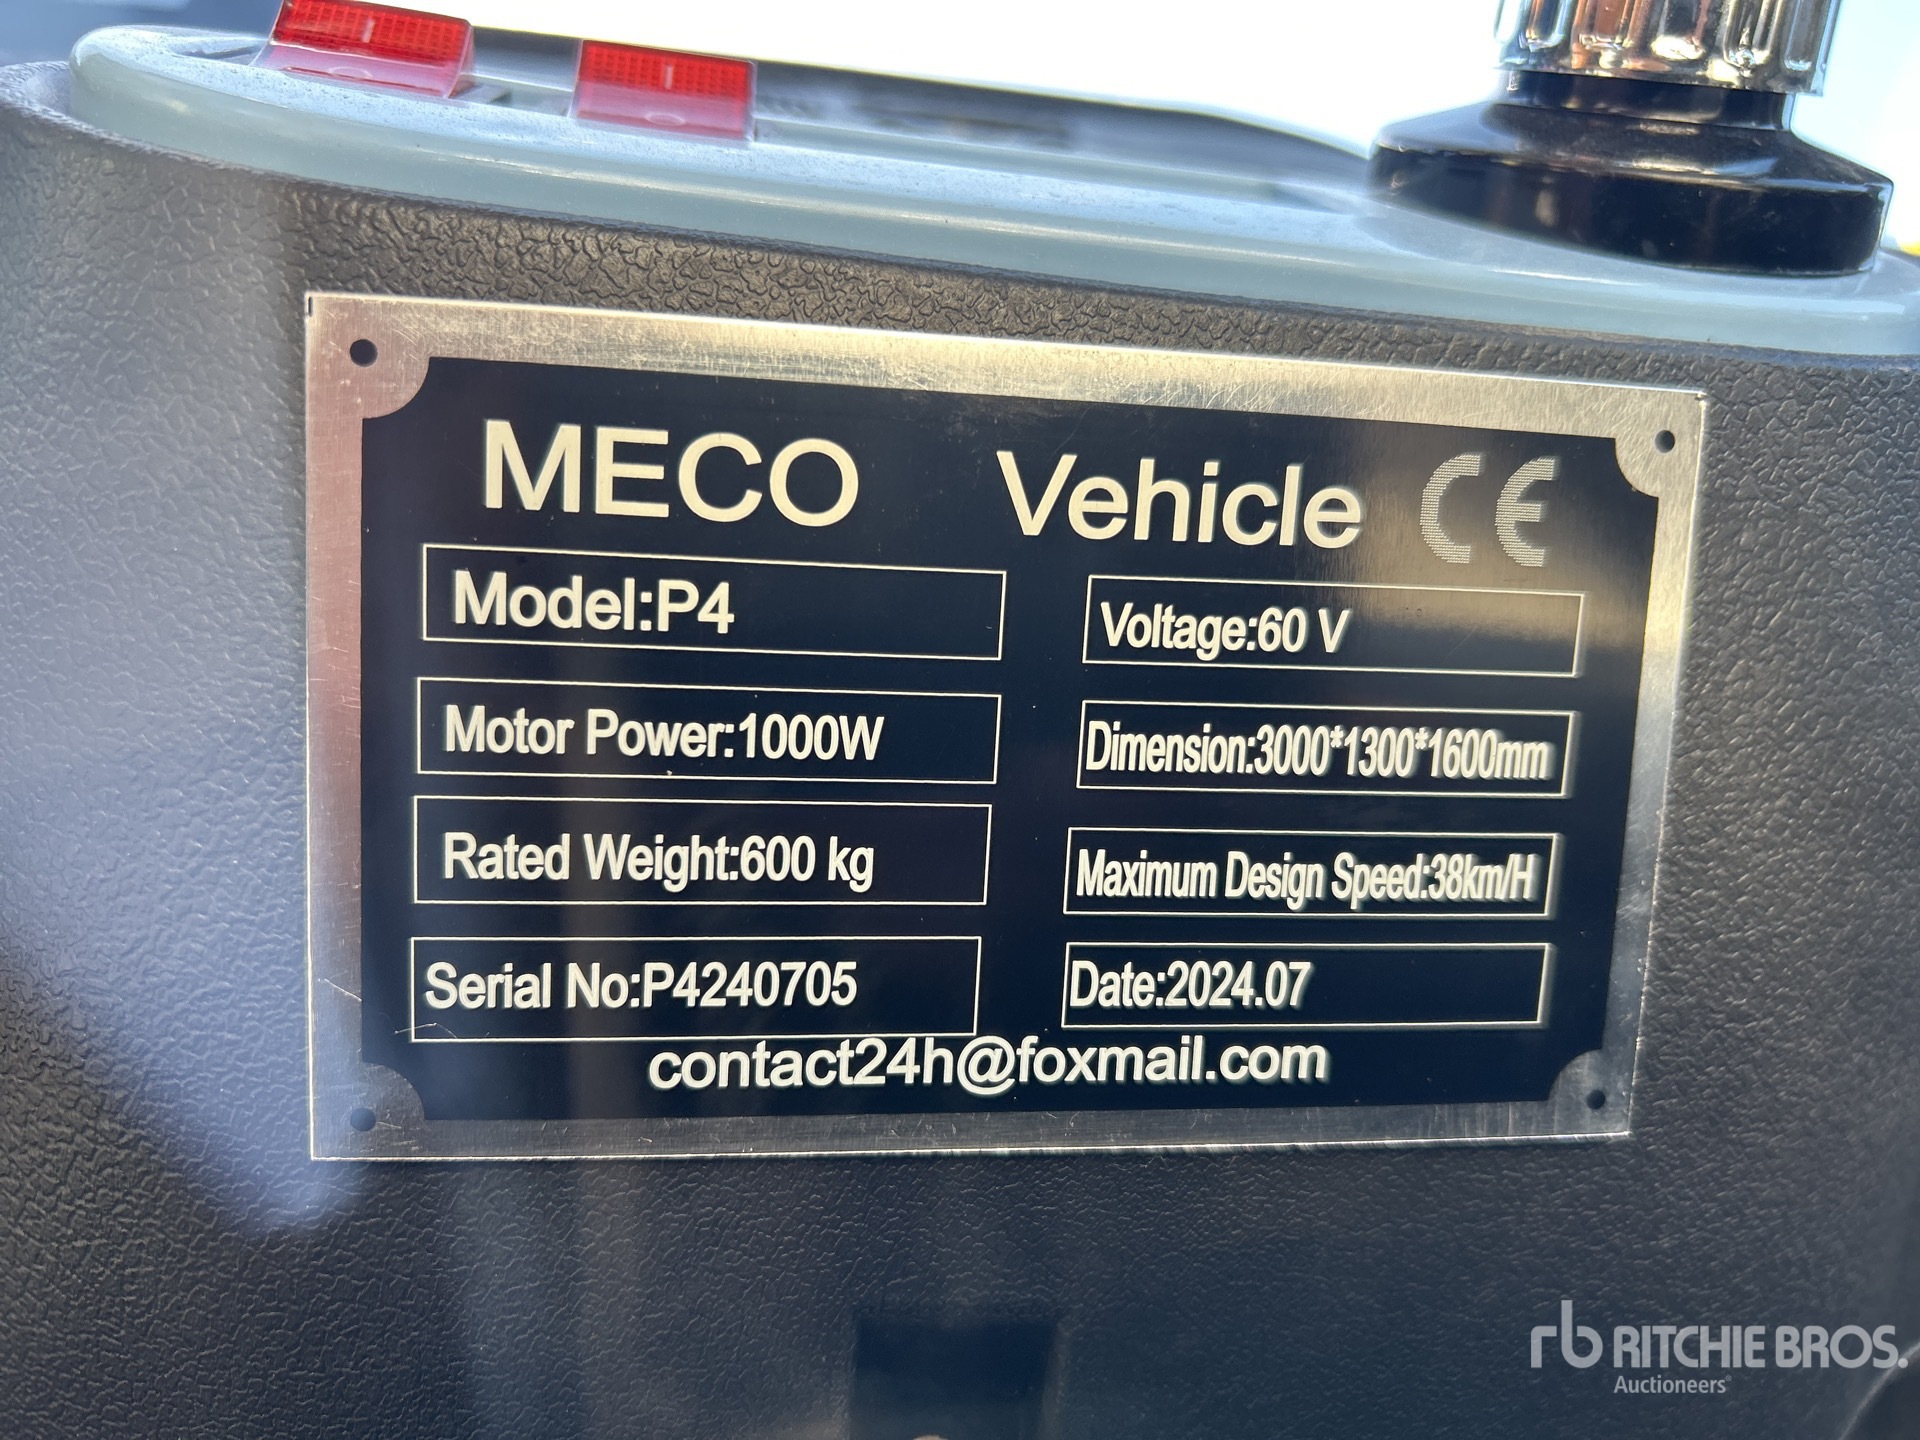 MECO Vehicle CE
Model:P4
Voltage:60 V
Motor Power:1000W
Dimension:3000*1300*1600mm
Rated Weight:600 kg
Maximum Design Speed:38km/H
Serial No:P4240705
Date:2024.07
contact24h@foxmail.com
rb RITCHIE BROS.
Auctioneers